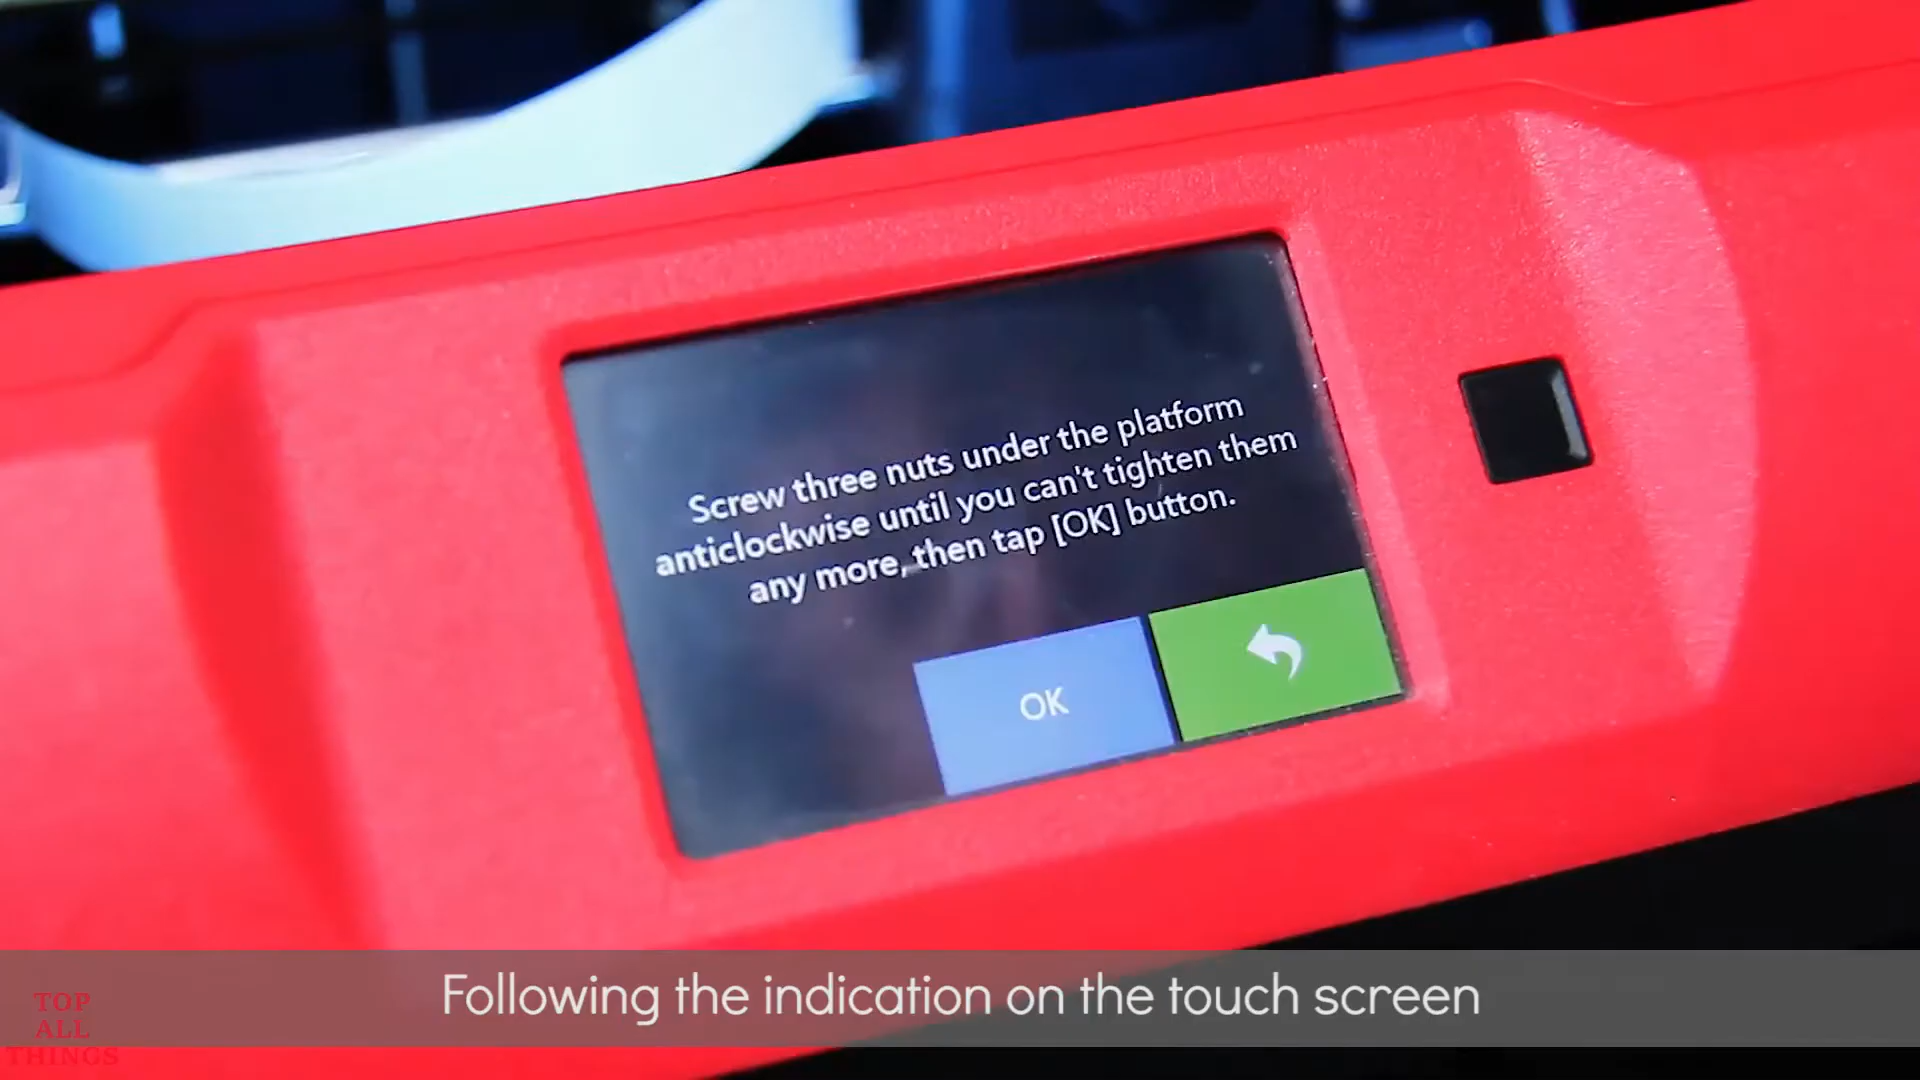 Screw three nuts under the platform
anticlockwise until you can't tighten them
any more, then tap [OK] button.
OK
Following the indication on the touch screen
TOP
ALL
THINGS